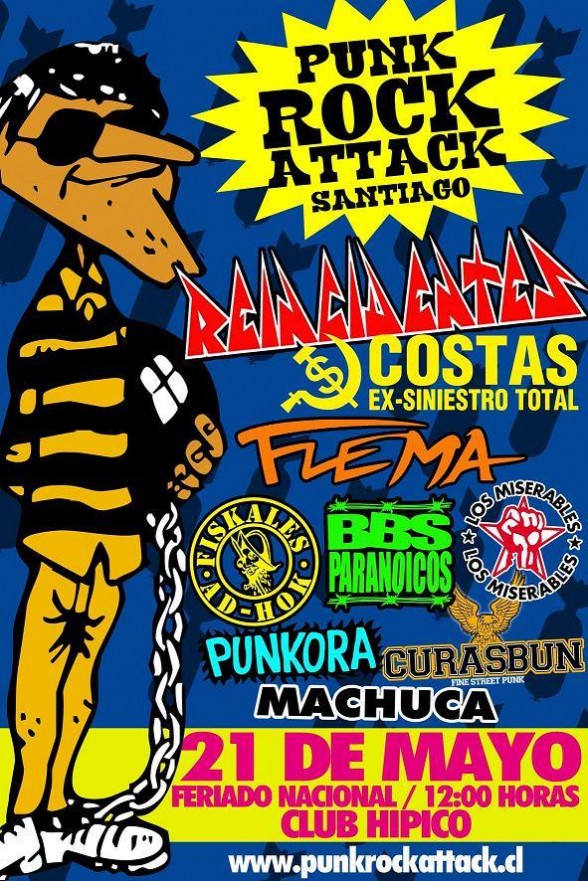 PUNK
ROCK
ATTACK
SANTIAGO
REINCIDENTES
COSTAS
EX-SINIESTRO TOTAL
FLEMA
FISKALES
AD-HOK
BBS
PARANOICOS
LOS MISERABLES
LOS MISERABLES
PUNKORA
CURASBUN
FINE STREET PUNK
MACHUCA
21 DE MAYO
FERIADO NACIONAL / 12:00 HORAS
CLUB HIPICO
www.punkrockattack.cl